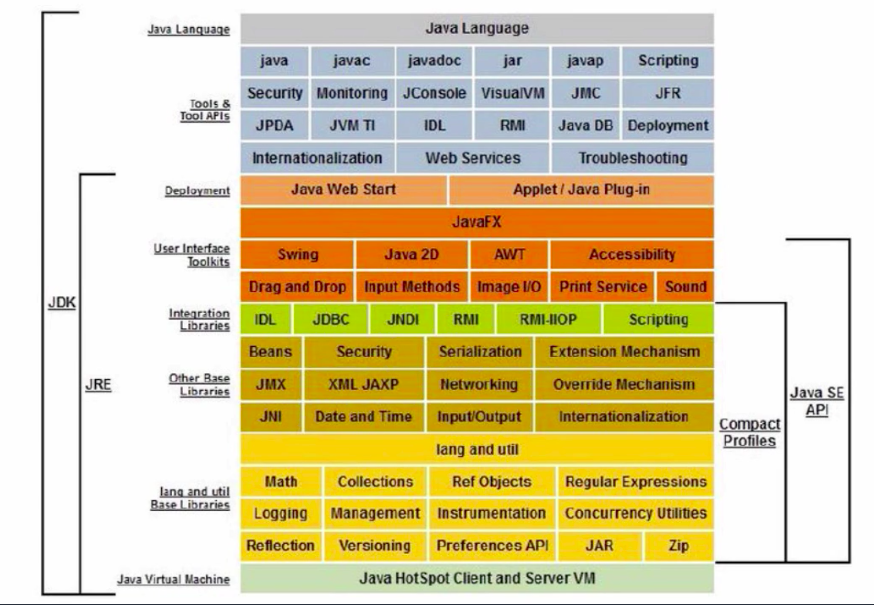 Java Language Java Language
java javac javadoc jar javap Scripting
Security Monitoring JConsole VisualVM JMC JFR
Tools &
Tool APIs
JPDA JVM TI IDL RMI Java DB Deployment
Internationalization Web Services Troubleshooting
Deployment Java Web Start Applet / Java Plug-in
JavaFX
User Interface
Toolkits
Swing Java 2D AWT Accessibility
Drag and Drop Input Methods Image I/O Print Service Sound
Integration
Libraries
IDL JDBC JNDI RMI RMI-IIOP Scripting
Beans Security Serialization Extension Mechanism
Other Base
Libraries
JMX XML JAXP Networking Override Mechanism
JNI Date and Time Input/Output Internationalization
lang and util
lang and util
Base Libraries
Math Collections Ref Objects Regular Expressions
Logging Management Instrumentation Concurrency Utilities
Reflection Versioning Preferences API JAR Zip
Java Virtual Machine Java HotSpot Client and Server VM
JDK
JRE
Compact
Profiles
Java SE
API